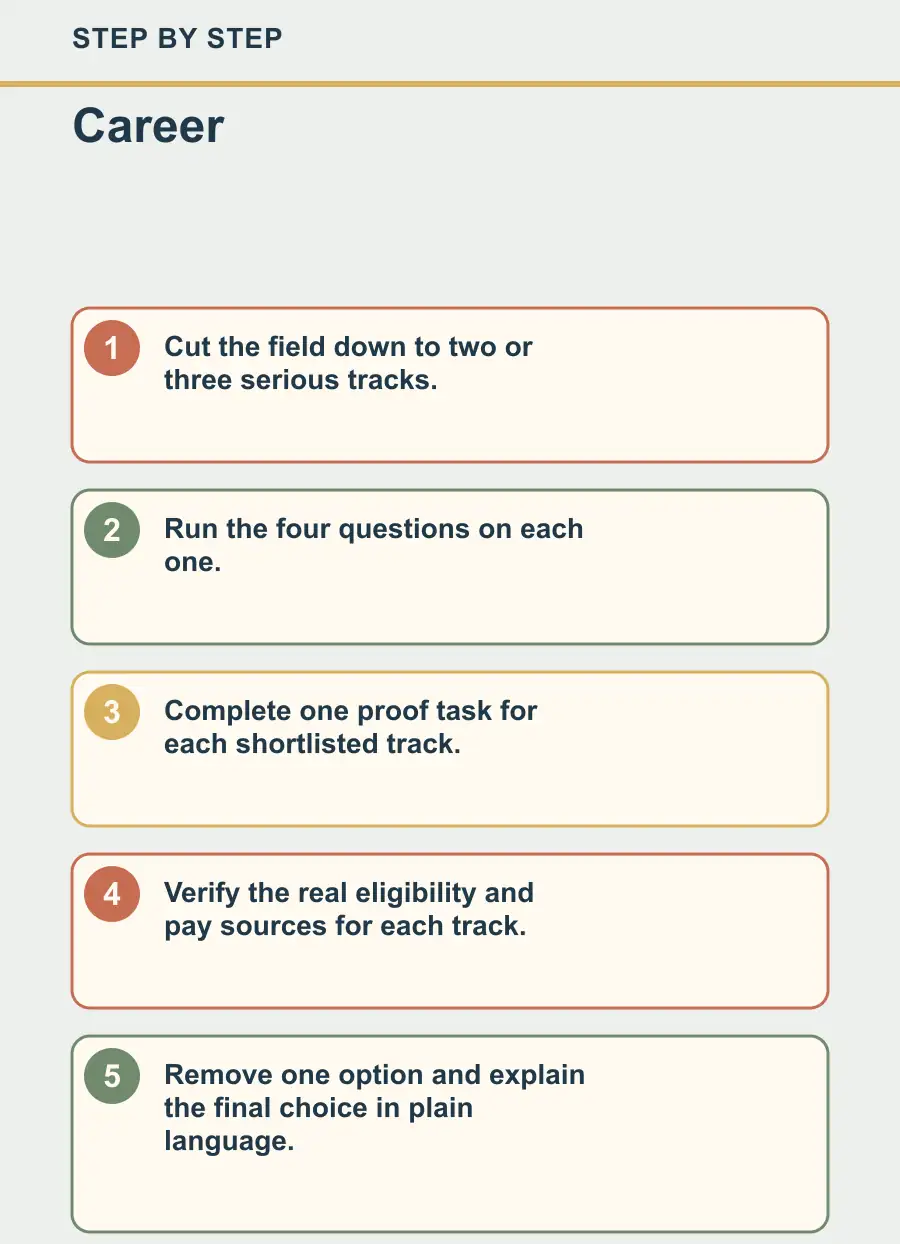 STEP BY STEP
Career
1
Cut the field down to two or
three serious tracks.
2
Run the four questions on each
one.
3
Complete one proof task for
each shortlisted track.
4
Verify the real eligibility and
pay sources for each track.
5
Remove one option and explain
the final choice in plain
language.